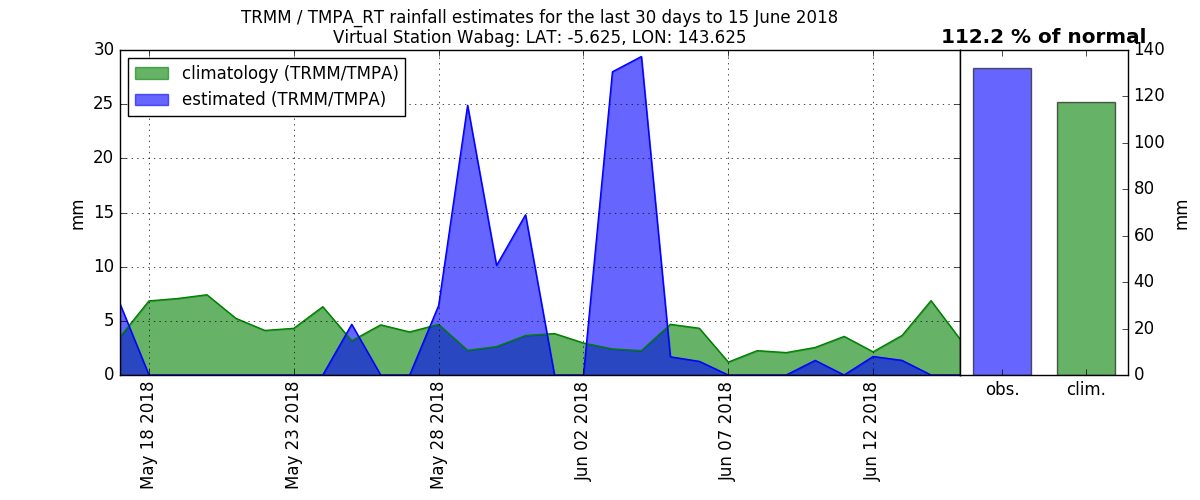 TRMM / TMPA_RT rainfall estimates for the last 30 days to 15 June 2018
Virtual Station Wabag: LAT: -5.625, LON: 143.625
112.2 % of normal
climatology (TRMM/TMPA)
estimated (TRMM/TMPA)
30
25
20
15
10
5
0
mm
May 18 2018
May 23 2018
May 28 2018
Jun 02 2018
Jun 07 2018
Jun 12 2018
140
120
100
80
60
40
20
0
mm
obs.
clim.